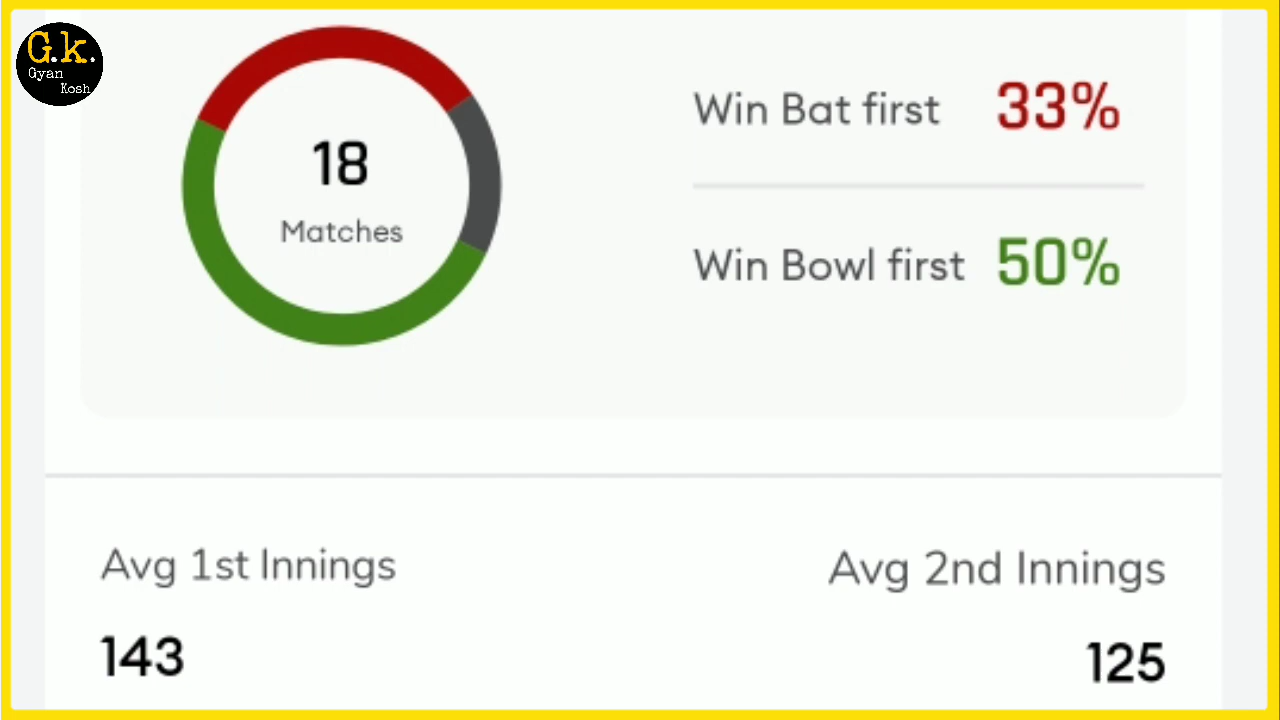 G.k.
Gyan
Kosh
18
Matches
Win Bat first 33%
Win Bowl first 50%
Avg 1st Innings
143
Avg 2nd Innings
125